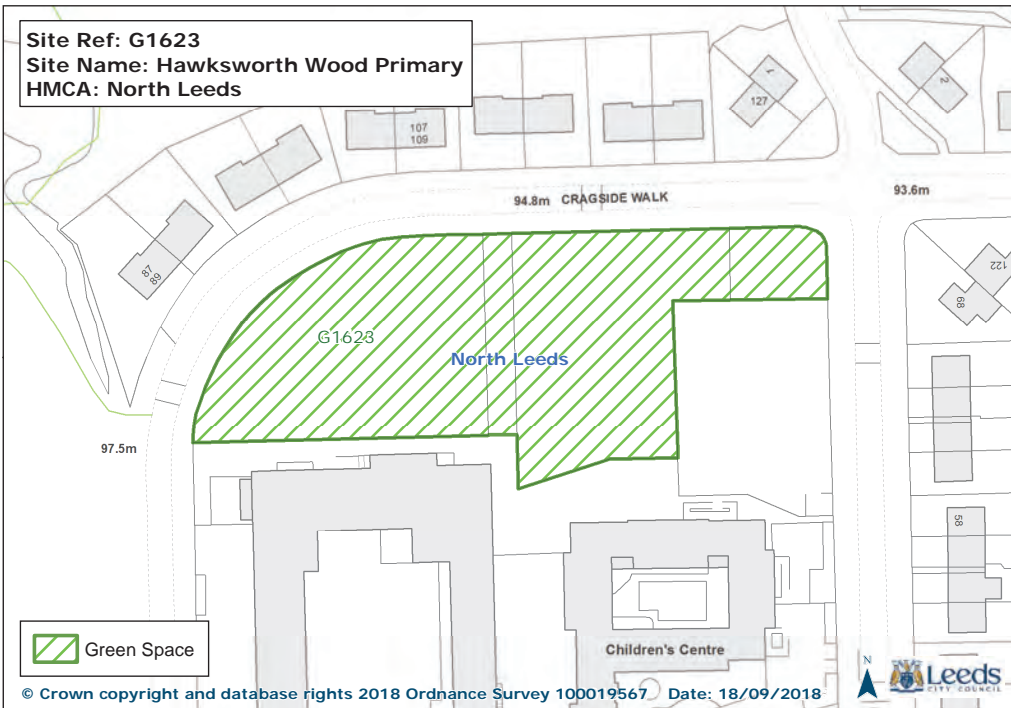 Site Ref: G1623
Site Name: Hawksworth Wood Primary
HMCA: North Leeds
1
127
2
107
109
94.8m CRAGSIDE WALK
93.6m
87
89
122
68
G1623
North Leeds
97.5m
58
Green Space
Children's Centre
N
Leeds
CITY COUNCIL
© Crown copyright and database rights 2018 Ordnance Survey 100019567 Date: 18/09/2018